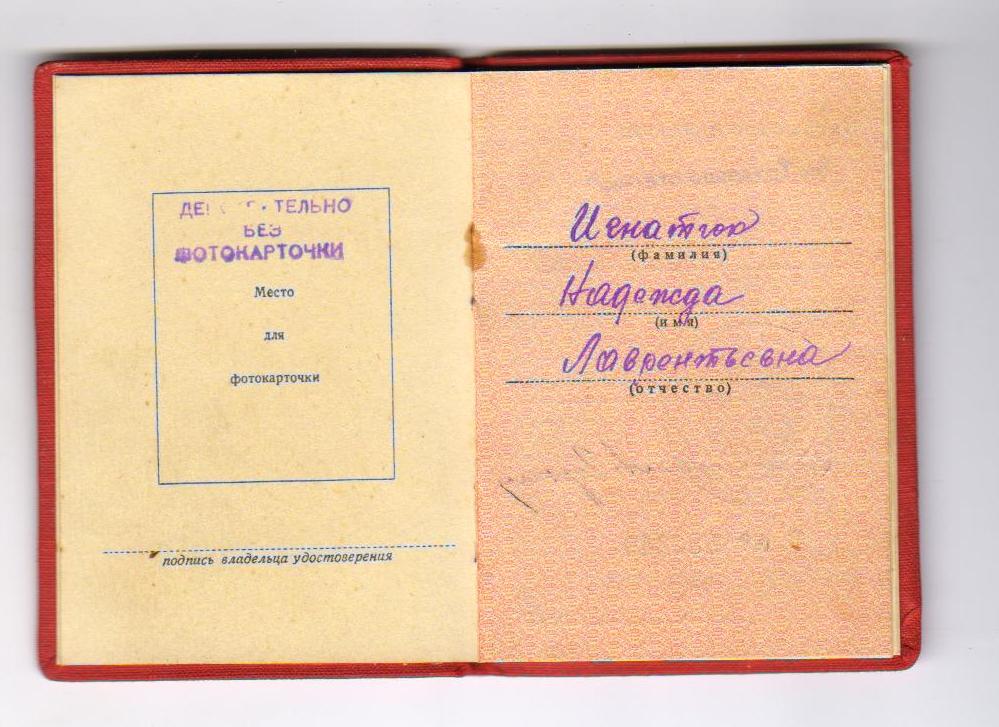 ДЕЙСТВИТЕЛЬНО
БЕЗ
ФОТОКАРТОЧКИ
Место
для
фотокарточки
подпись владельца удостоверения
Игнатюк
(фамилия)
Надежда
(имя)
Лаврентьевна
(отчество)